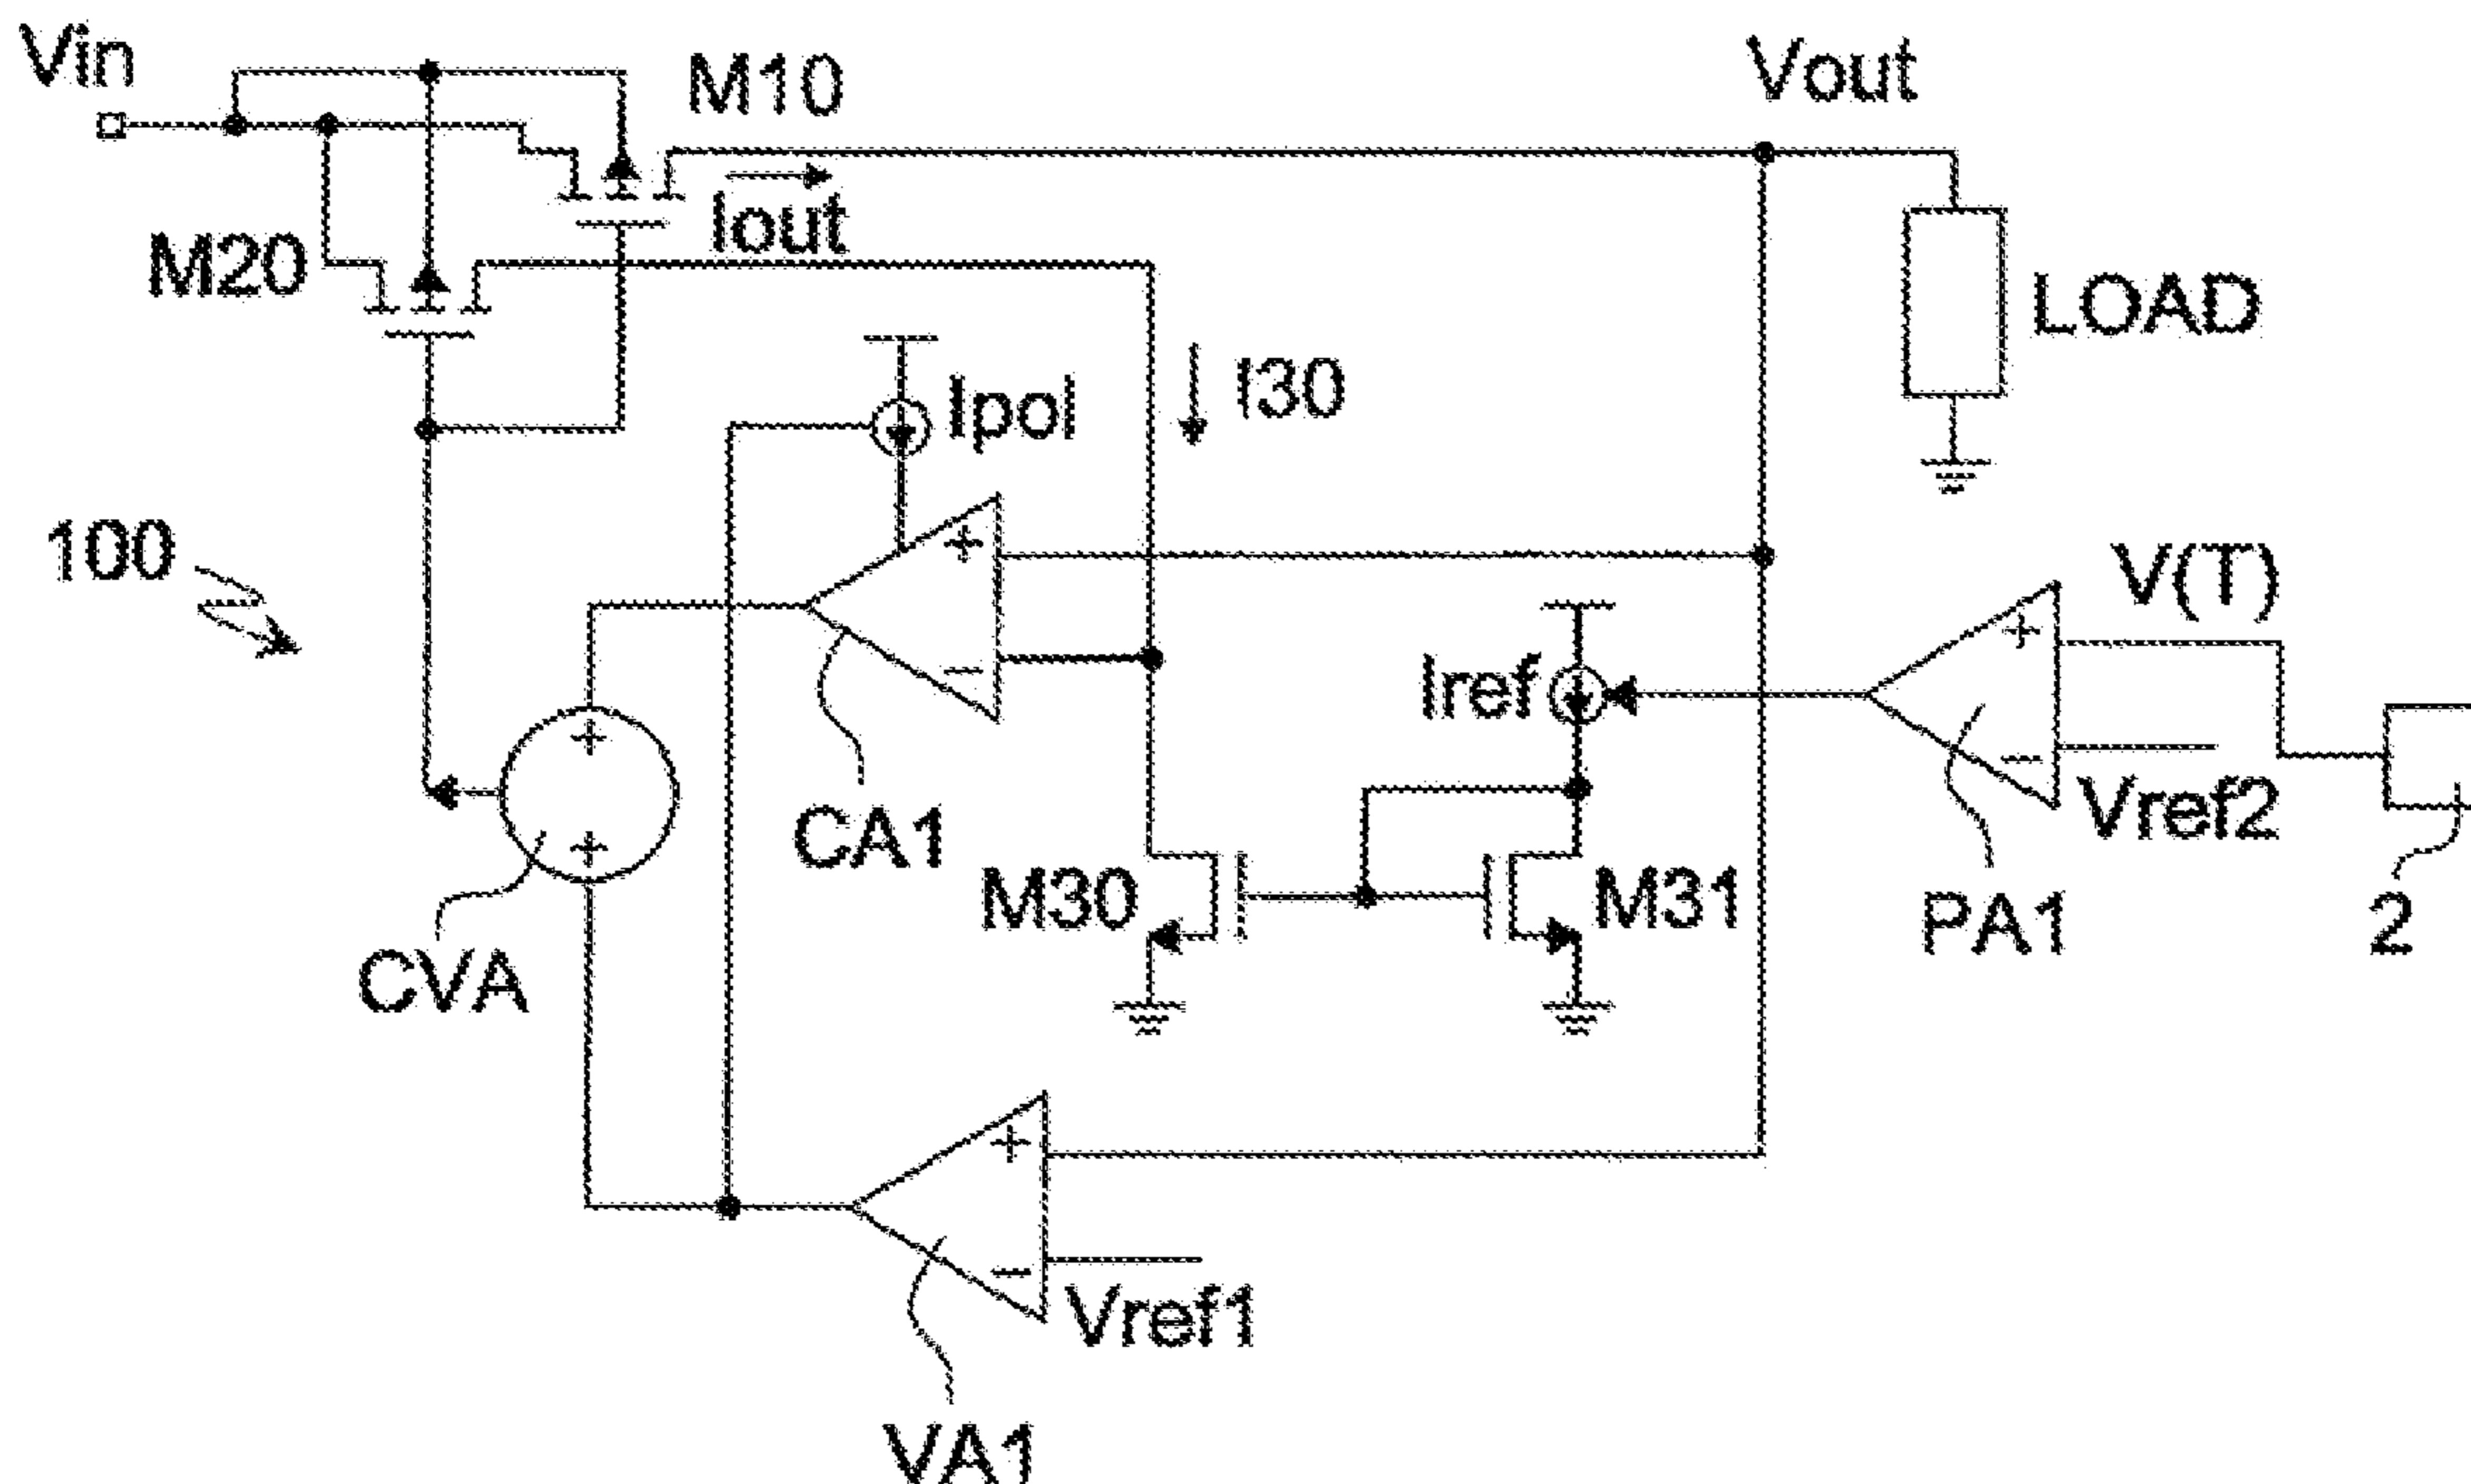 Vin
M10
Vout
Iout
M20
LOAD
Ipol
I30
100
+
V(T)
+
Iref
−
+
−
Vref2
CA1
+
M30
M31
PA1
2
CVA
+
−
Vref1
VA1